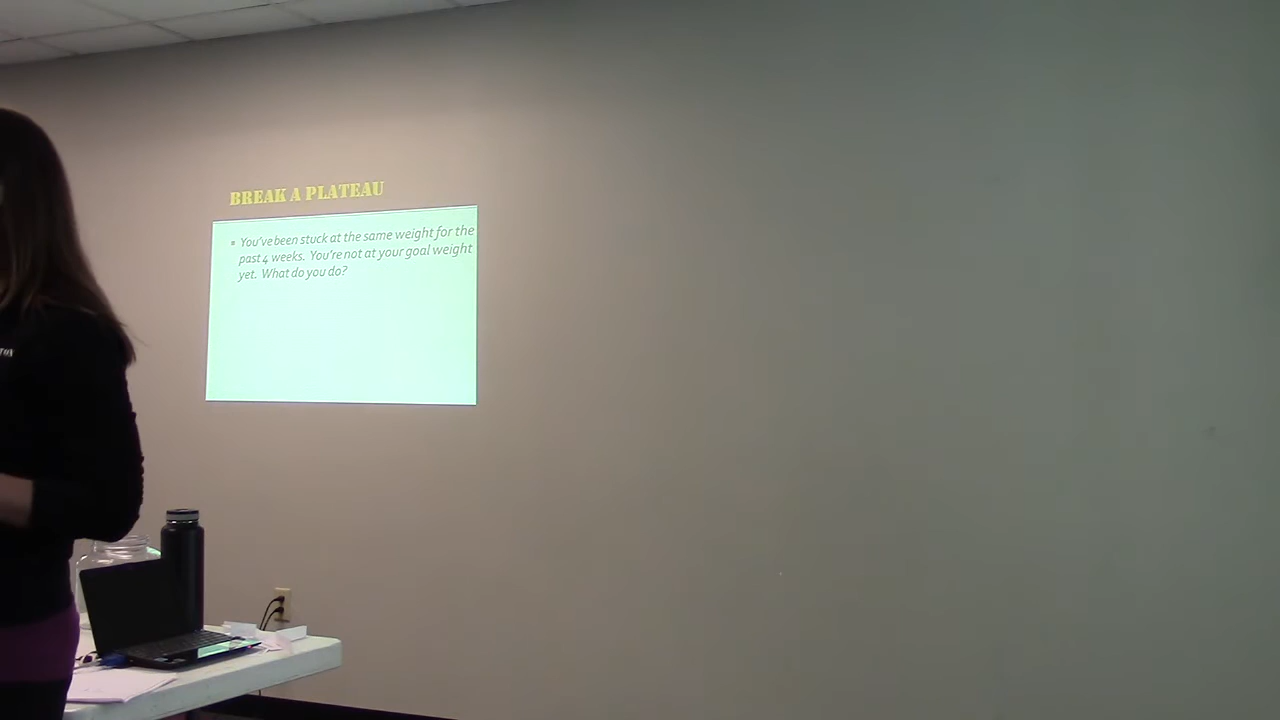 BREAK A PLATEAU
You've been stuck at the same weight for the
past 4 weeks. You're not at your goal weight
yet. What do you do?